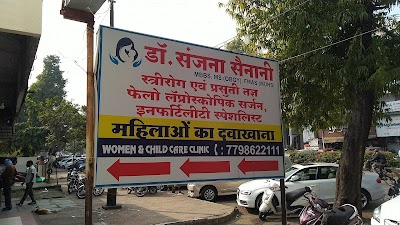 डॉ. संजना सैनानी
MBBS, MS (OBGY), FMAS
स्त्रीरोग एवं प्रसुती तज्ञ
फेलो लॅप्रोस्कोपिक सर्जन,
इनफर्टिलीटी स्पेशलिस्ट
महिलाओं का दवाखाना
WOMEN & CHILD CARE CLINIC : 7798622111